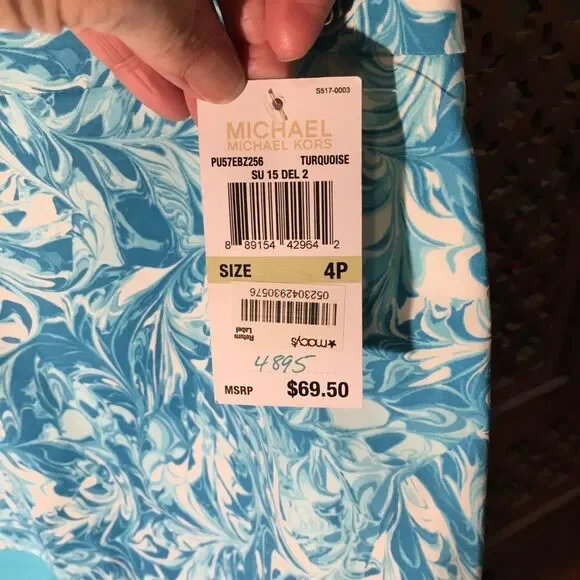 S517-0003
MICHAEL
MICHAEL KORS
PU57EBZ256 TURQUOISE
SU 15 DEL 2
8 89154 42964 2
SIZE 4P
0523042930576
★macy's
Return
Label
4895
MSRP $69.50